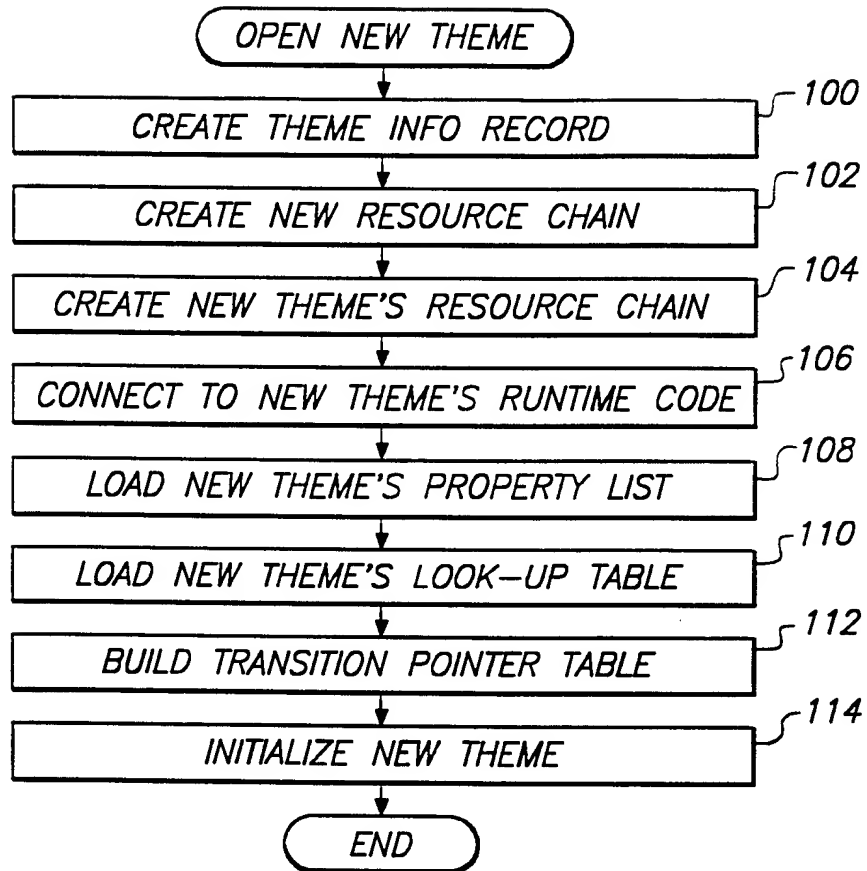 OPEN NEW THEME
100
CREATE THEME INFO RECORD
102
CREATE NEW RESOURCE CHAIN
104
CREATE NEW THEME'S RESOURCE CHAIN
106
CONNECT TO NEW THEME'S RUNTIME CODE
108
LOAD NEW THEME'S PROPERTY LIST
110
LOAD NEW THEME'S LOOK-UP TABLE
112
BUILD TRANSITION POINTER TABLE
114
INITIALIZE NEW THEME
END